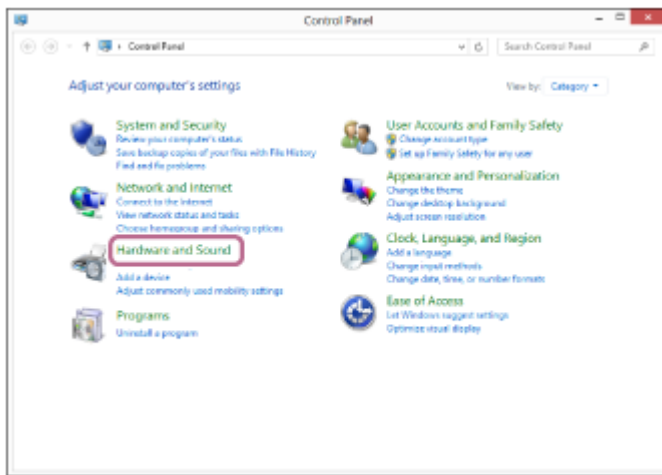 Control Panel
Control Panel
Search Control Panel
Adjust your computer's settings
View by: Category
System and Security
Review your computer's status
Save backup copies of your files with File History
Find and fix problems
Network and Internet
Connect to the Internet
View network status and tasks
Choose homegroup and sharing options
Hardware and Sound
Add a device
Adjust commonly used mobility settings
Programs
Uninstall a program
User Accounts and Family Safety
Change account type
Set up Family Safety for any user
Appearance and Personalization
Change the theme
Change desktop background
Adjust screen resolution
Clock, Language, and Region
Add a language
Change input methods
Change date, time, or number formats
Ease of Access
Let Windows suggest settings
Optimize visual display